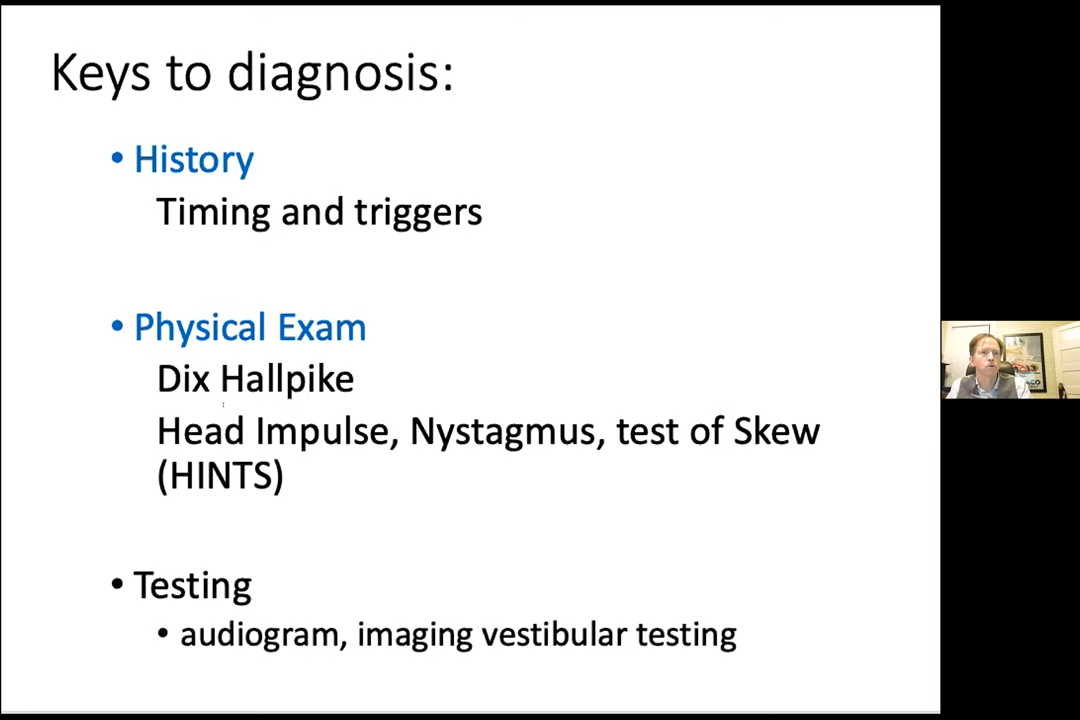 Keys to diagnosis:
• History
Timing and triggers
• Physical Exam
Dix Hallpike
Head Impulse, Nystagmus, test of Skew
(HINTS)
• Testing
• audiogram, imaging vestibular testing